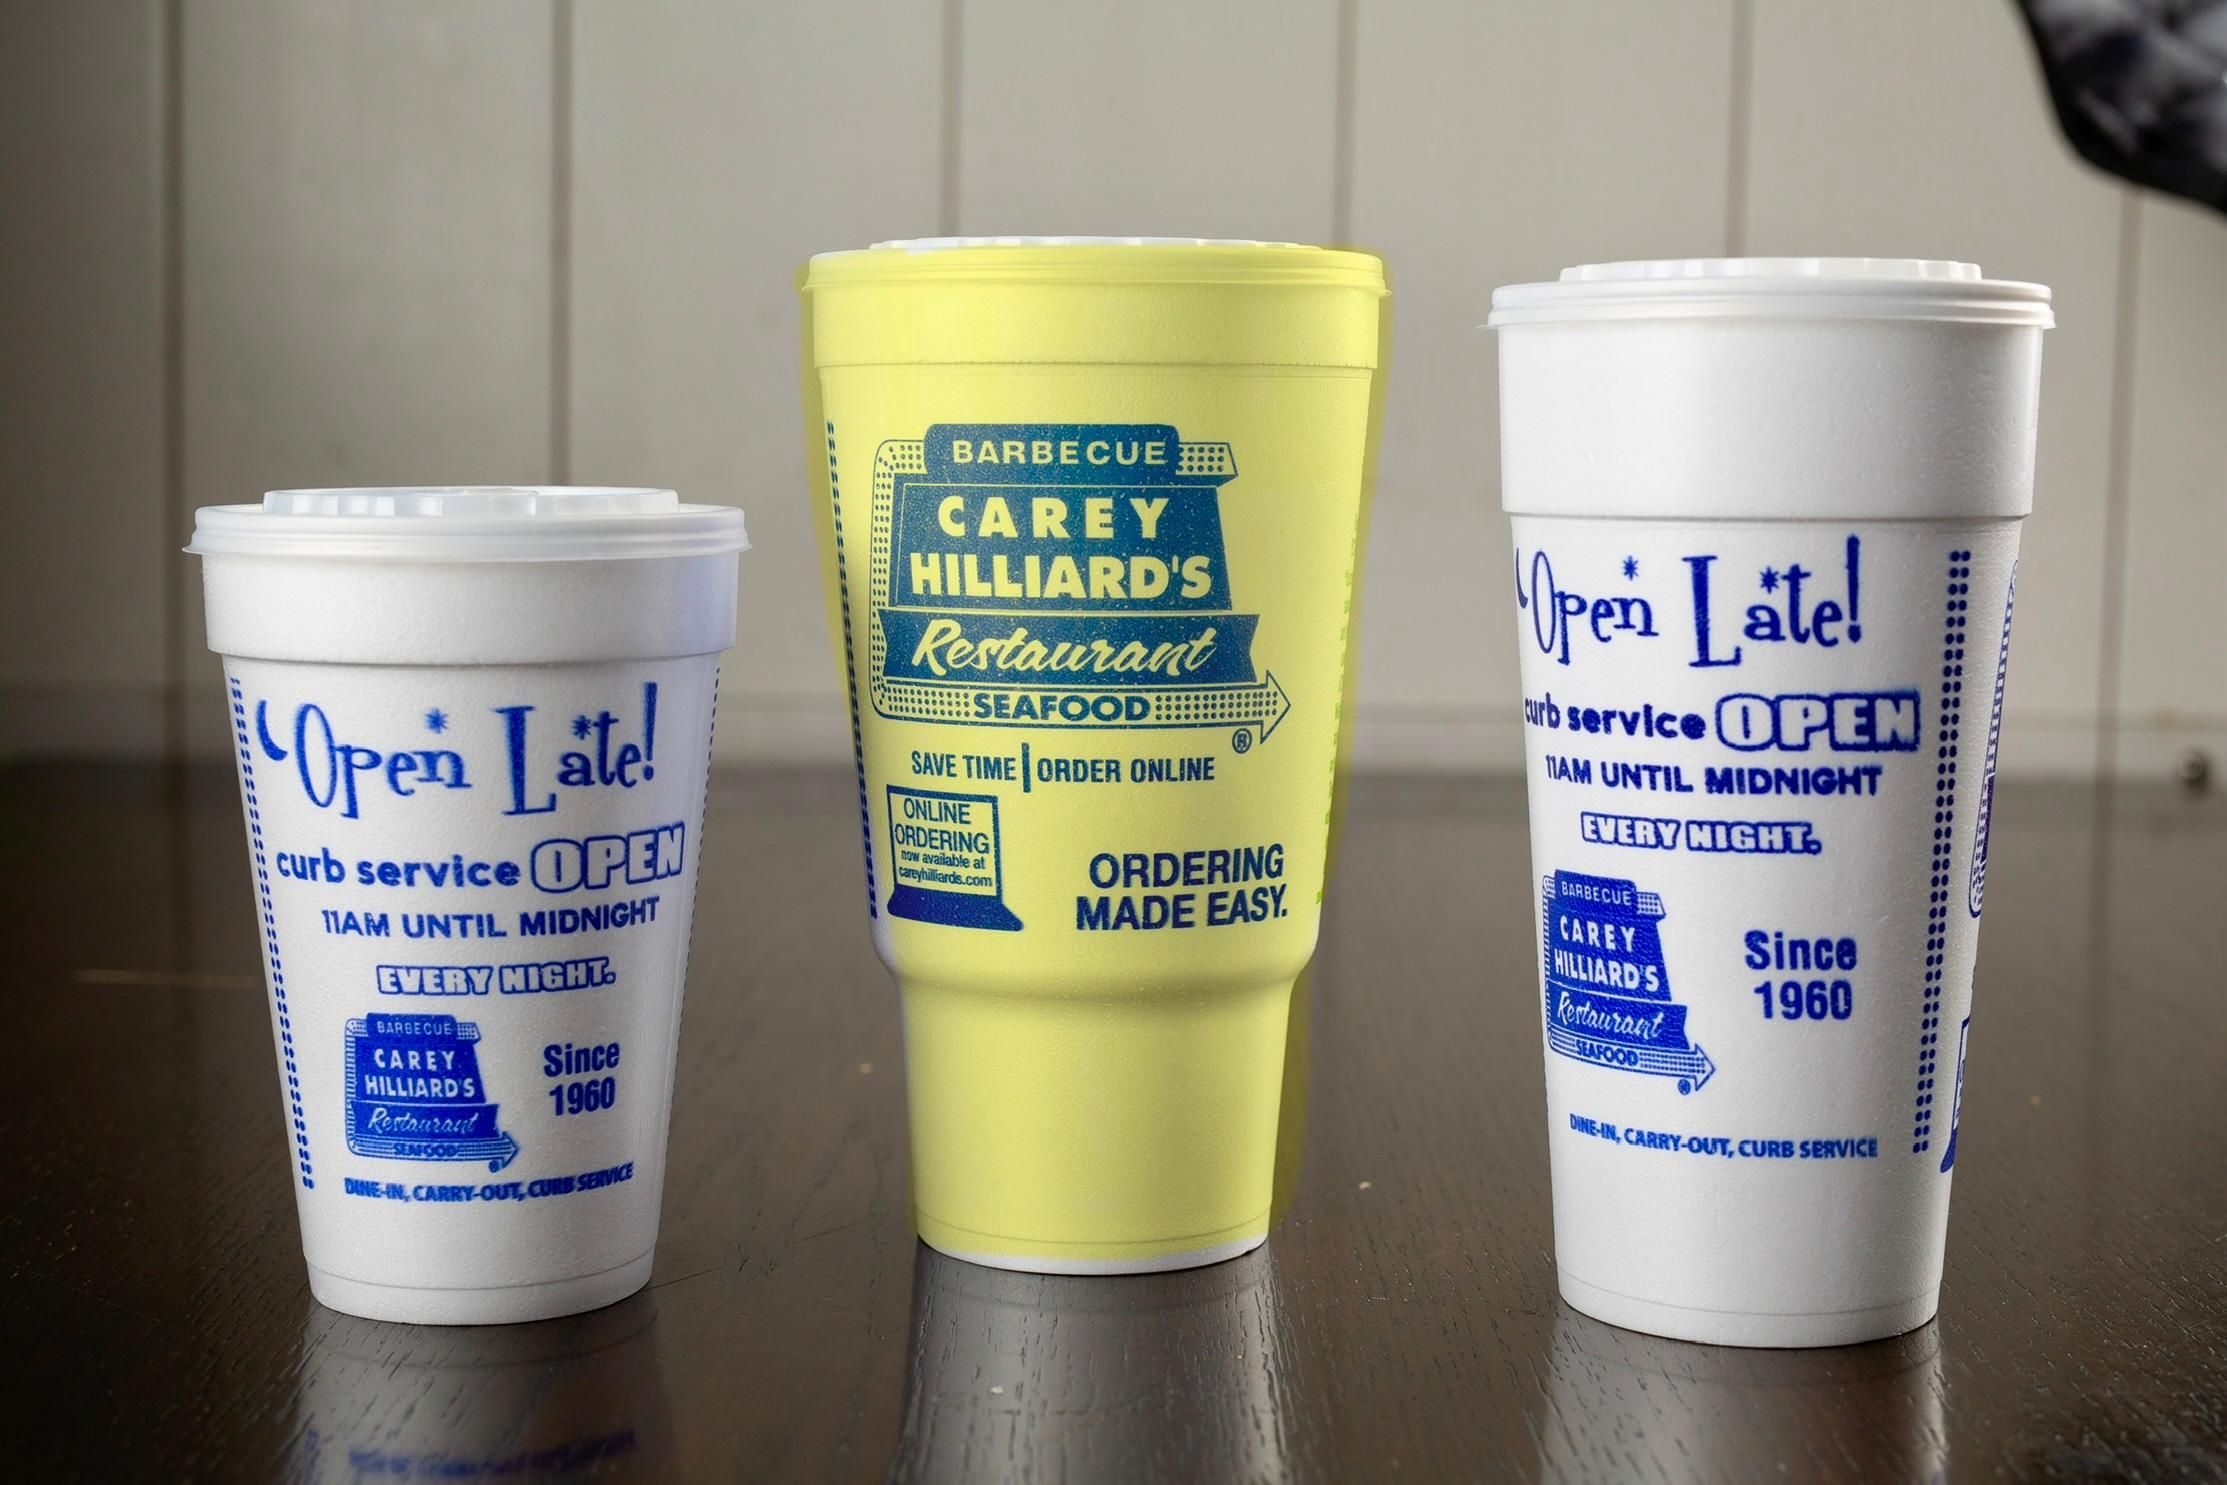 Open Late!
curb service OPEN
11AM UNTIL MIDNIGHT
EVERY NIGHT.
BARBECUE
CAREY
HILLIARD'S
Restaurant
SEAFOOD
®
Since
1960
DINE-IN, CARRY-OUT, CURB SERVICE
BARBECUE
CAREY
HILLIARD'S
Restaurant
SEAFOOD
®
SAVE TIME | ORDER ONLINE
ONLINE
ORDERING
now available at
careyhilliards.com
ORDERING
MADE EASY.
Open Late!
curb service OPEN
11AM UNTIL MIDNIGHT
EVERY NIGHT.
BARBECUE
CAREY
HILLIARD'S
Restaurant
SEAFOOD
®
Since
1960
DINE-IN, CARRY-OUT, CURB SERVICE